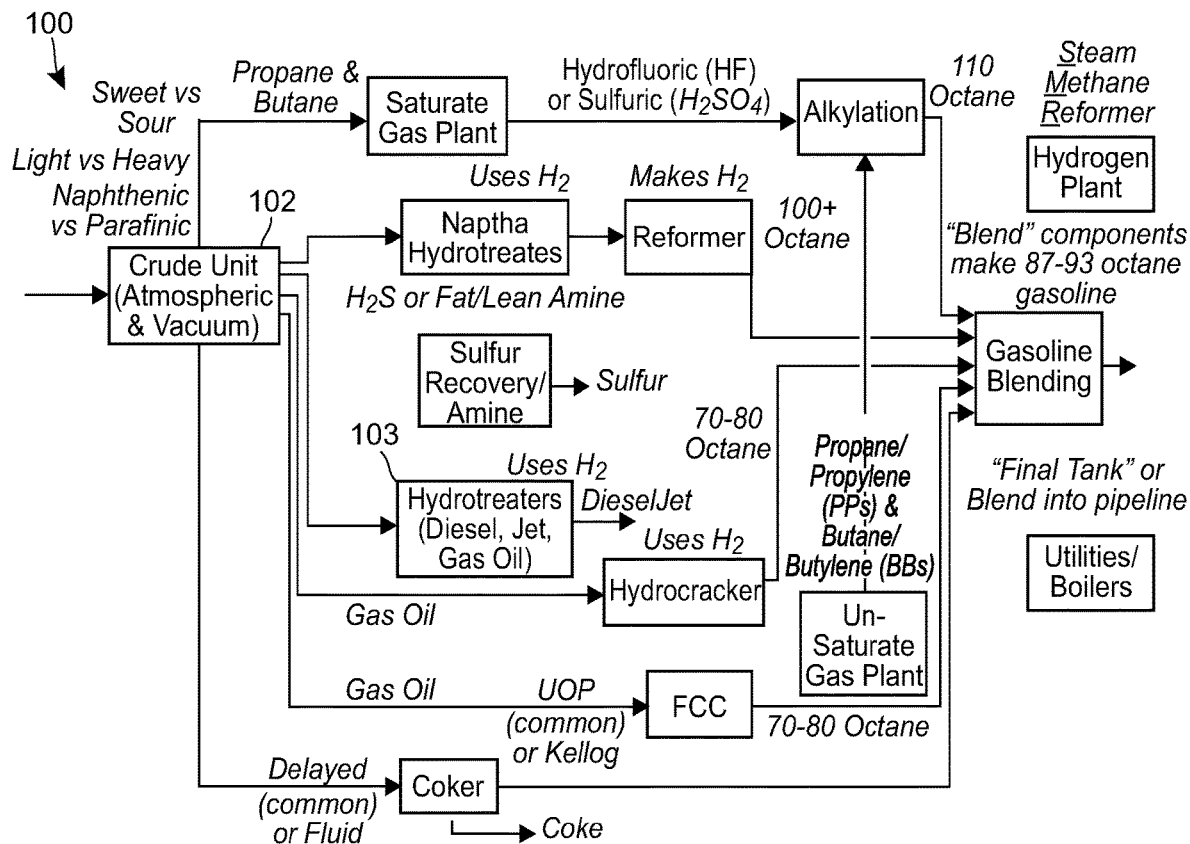 100
Sweet vs
Sour
Light vs Heavy
Naphthenic
vs Parafinic
102
Crude Unit
(Atmospheric
& Vacuum)
Propane &
Butane
Saturate
Gas Plant
Hydrofluoric (HF)
or Sulfuric (H2SO4)
Alkylation
110
Octane
Steam
Methane
Reformer
Hydrogen
Plant
Uses H2
Naptha
Hydrotreates
Makes H2
Reformer
100+
Octane
"Blend" components
make 87-93 octane
gasoline
Gasoline
Blending
H2S or Fat/Lean Amine
Sulfur
Recovery/
Amine
Sulfur
103
Uses H2
Hydrotreaters
(Diesel, Jet,
Gas Oil)
DieselJet
70-80
Octane
Propane/
Propylene
(PPs) &
Butane/
Butylene (BBs)
"Final Tank" or
Blend into pipeline
Utilities/
Boilers
Uses H2
Hydrocracker
Gas Oil
Un-
Saturate
Gas Plant
Gas Oil
UOP
(common)
or Kellog
FCC
70-80 Octane
Delayed
(common)
or Fluid
Coker
Coke